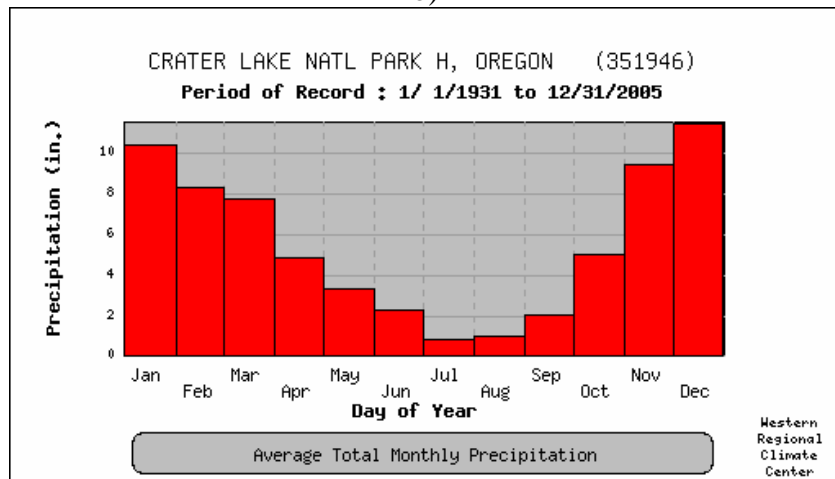 CRATER LAKE NATL PARK H, OREGON (351946)
Period of Record : 1/ 1/1931 to 12/31/2005
Precipitation (in.)
10
8
6
4
2
0
Jan
Feb
Mar
Apr
May
Jun
Jul
Aug
Sep
Oct
Nov
Dec
Day of Year
Average Total Monthly Precipitation
Western
Regional
Climate
Center